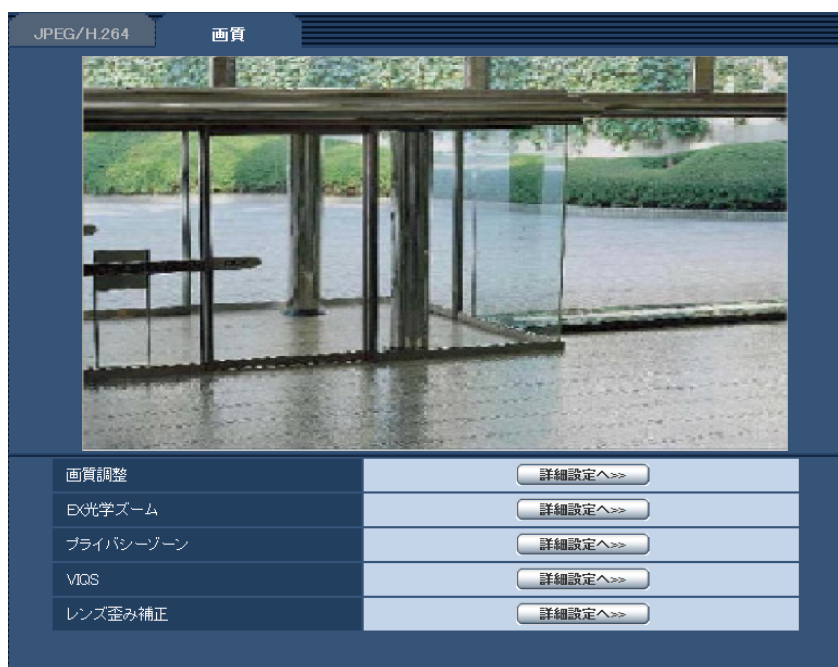 JPEG/H.264
画質
画質調整 詳細設定へ>>
EX光学ズーム 詳細設定へ>>
プライバシーゾーン 詳細設定へ>>
VIQS 詳細設定へ>>
レンズ歪み補正 詳細設定へ>>